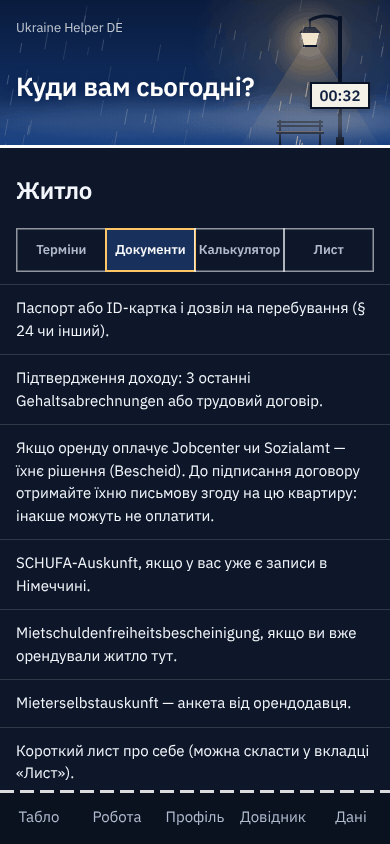 Ukraine Helper DE
Куди вам сьогодні?
00:32
Житло
Терміни
Документи
Калькулятор
Лист
Паспорт або ID-картка і дозвіл на перебування (§
24 чи інший).
Підтвердження доходу: 3 останні
Gehaltsabrechnungen або трудовий договір.
Якщо оренду оплачує Jobcenter чи Sozialamt —
їхнє рішення (Bescheid). До підписання договору
отримайте їхню письмову згоду на цю квартиру:
інакше можуть не оплатити.
SCHUFA-Auskunft, якщо у вас уже є записи в
Німеччині.
Mietschuldenfreiheitsbescheinigung, якщо ви вже
орендували житло тут.
Mieterselbstauskunft — анкета від орендодавця.
Короткий лист про себе (можна скласти у вкладці
«Лист»).
Табло
Робота
Профіль
Довідник
Дані